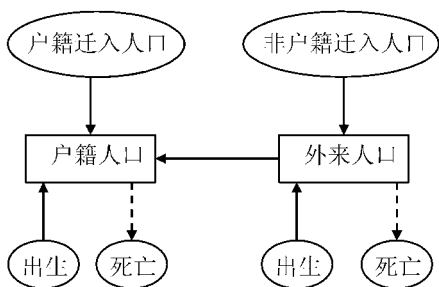 户籍迁入人口
非户籍迁入人口
户籍人口
外来人口
出生
死亡
出生
死亡